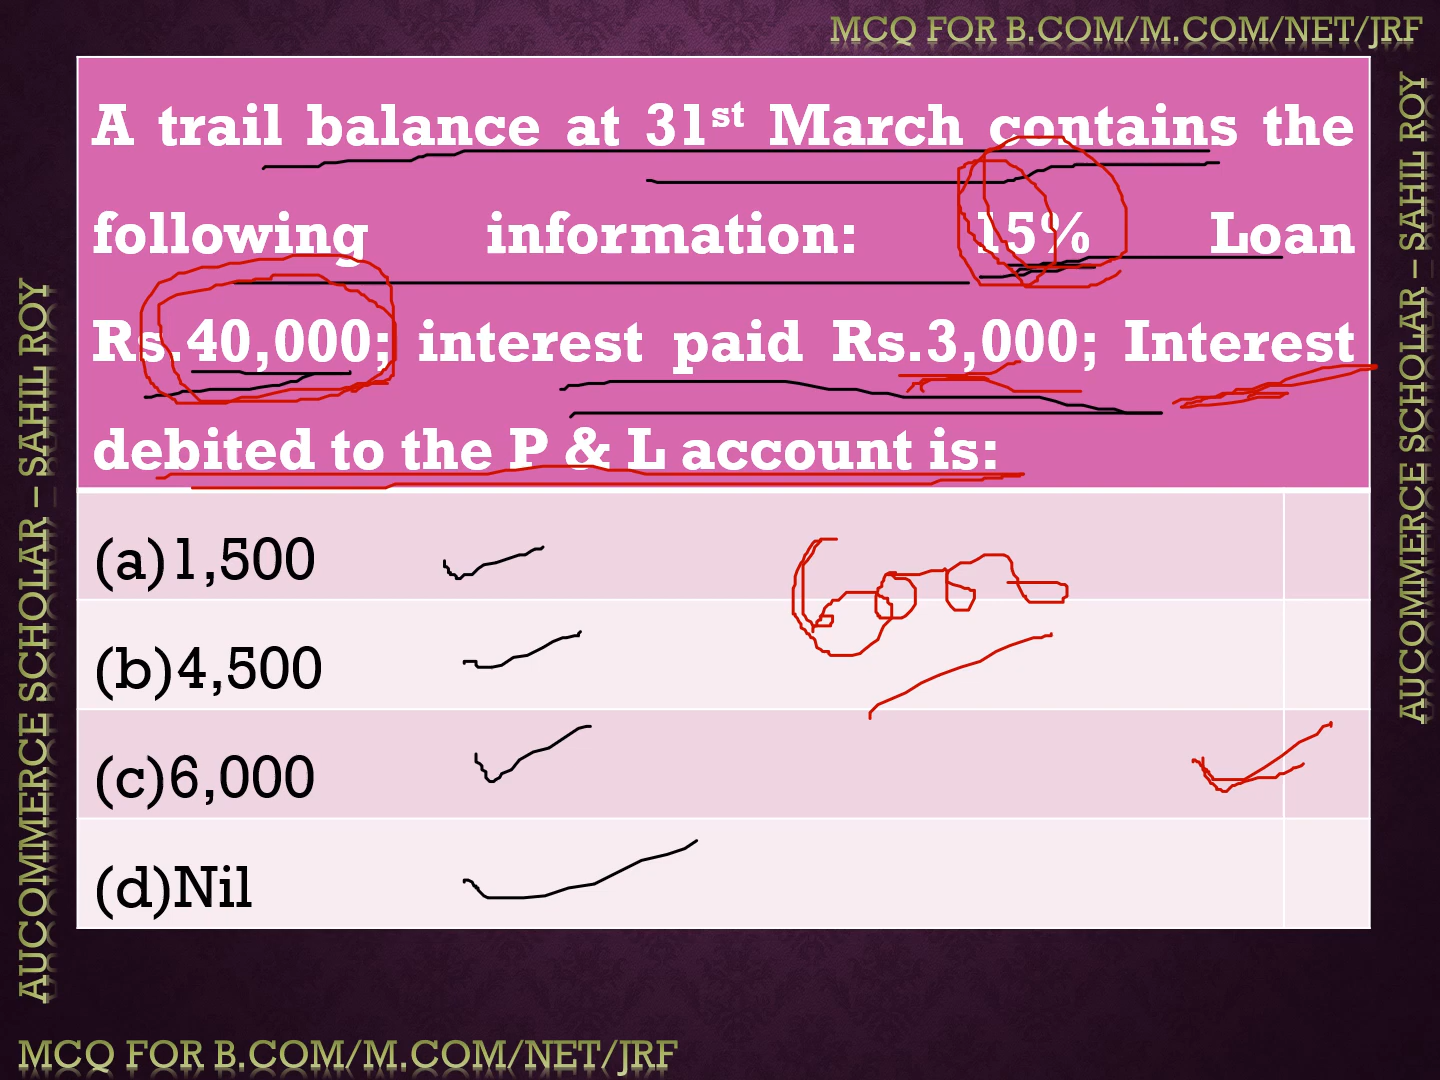 MCQ FOR B.COM/M.COM/NET/JRF
A trail balance at 31st March contains the
following information: 15% Loan
Rs.40,000; interest paid Rs.3,000; Interest
debited to the P & L account is:
(a)1,500
(b)4,500
(c)6,000
(d)Nil
6000
AUCOMMERCE SCHOLAR – SAHIL ROY
AUCOMMERCE SCHOLAR – SAHIL ROY
MCQ FOR B.COM/M.COM/NET/JRF